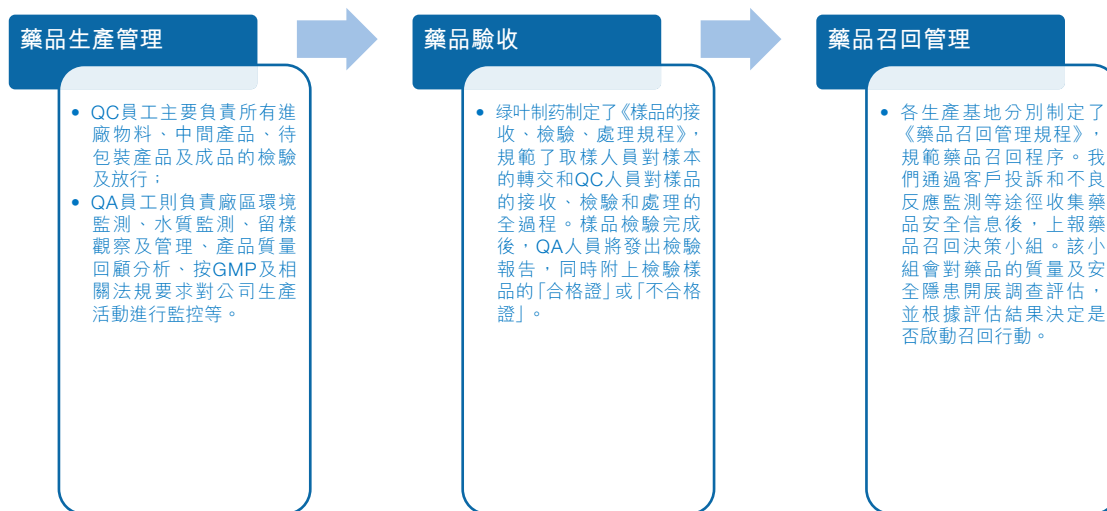 藥品生產管理
• QC員工主要負責所有進
廠物料、中間產品、待
包裝產品及成品的檢驗
及放行；
• QA員工則負責廠區環境
監測、水质監測、留樣
觀察及管理、產品質量
回顧分析、按GMP及相
關法規要求對公司生產
活動進行監控等。
藥品驗收
• 绿叶制药制定了《樣品的接
收、檢驗、處理規程》，
規範了取樣人員對樣本
的轉交和QC人員對樣品
的接收、檢驗和處理的
全過程。樣品檢驗完成
後，QA人員將發出檢驗
報告，同時附上檢驗樣
品的「合格證」或「不合格
證」。
藥品召回管理
• 各生產基地分別制定了
《藥品召回管理規程》，
規範藥品召回程序。我
們通過客戶投訴和不良
反應監測等途徑收集藥
品安全信息後，上報藥
品召回決策小組。該小
組會對藥品的質量及安
全隱患開展調查評估，
並根據評估結果決定是
否啟動召回行動。